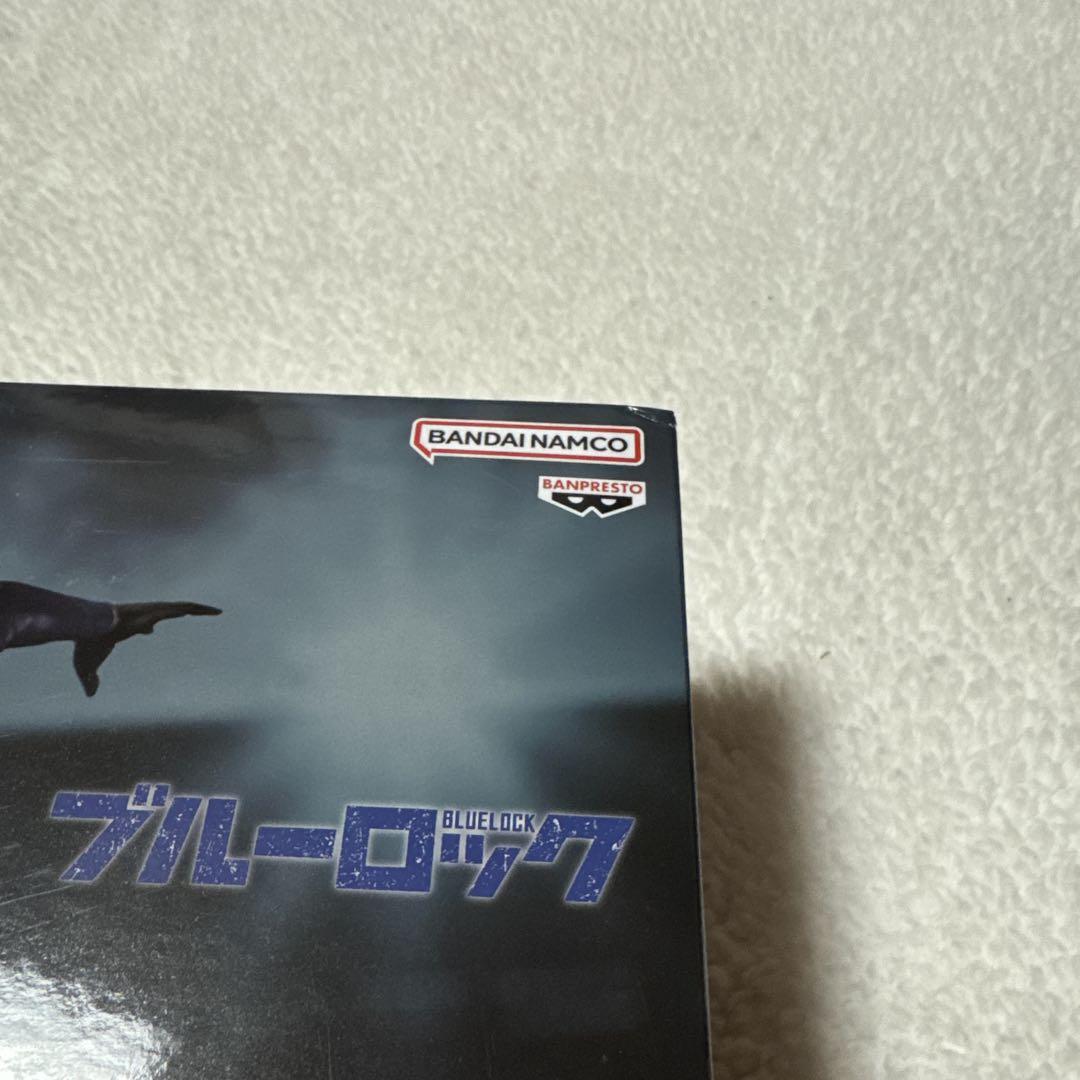 BANDAI NAMCO
BANPRESTO
BLUELOCK
ブルーロック